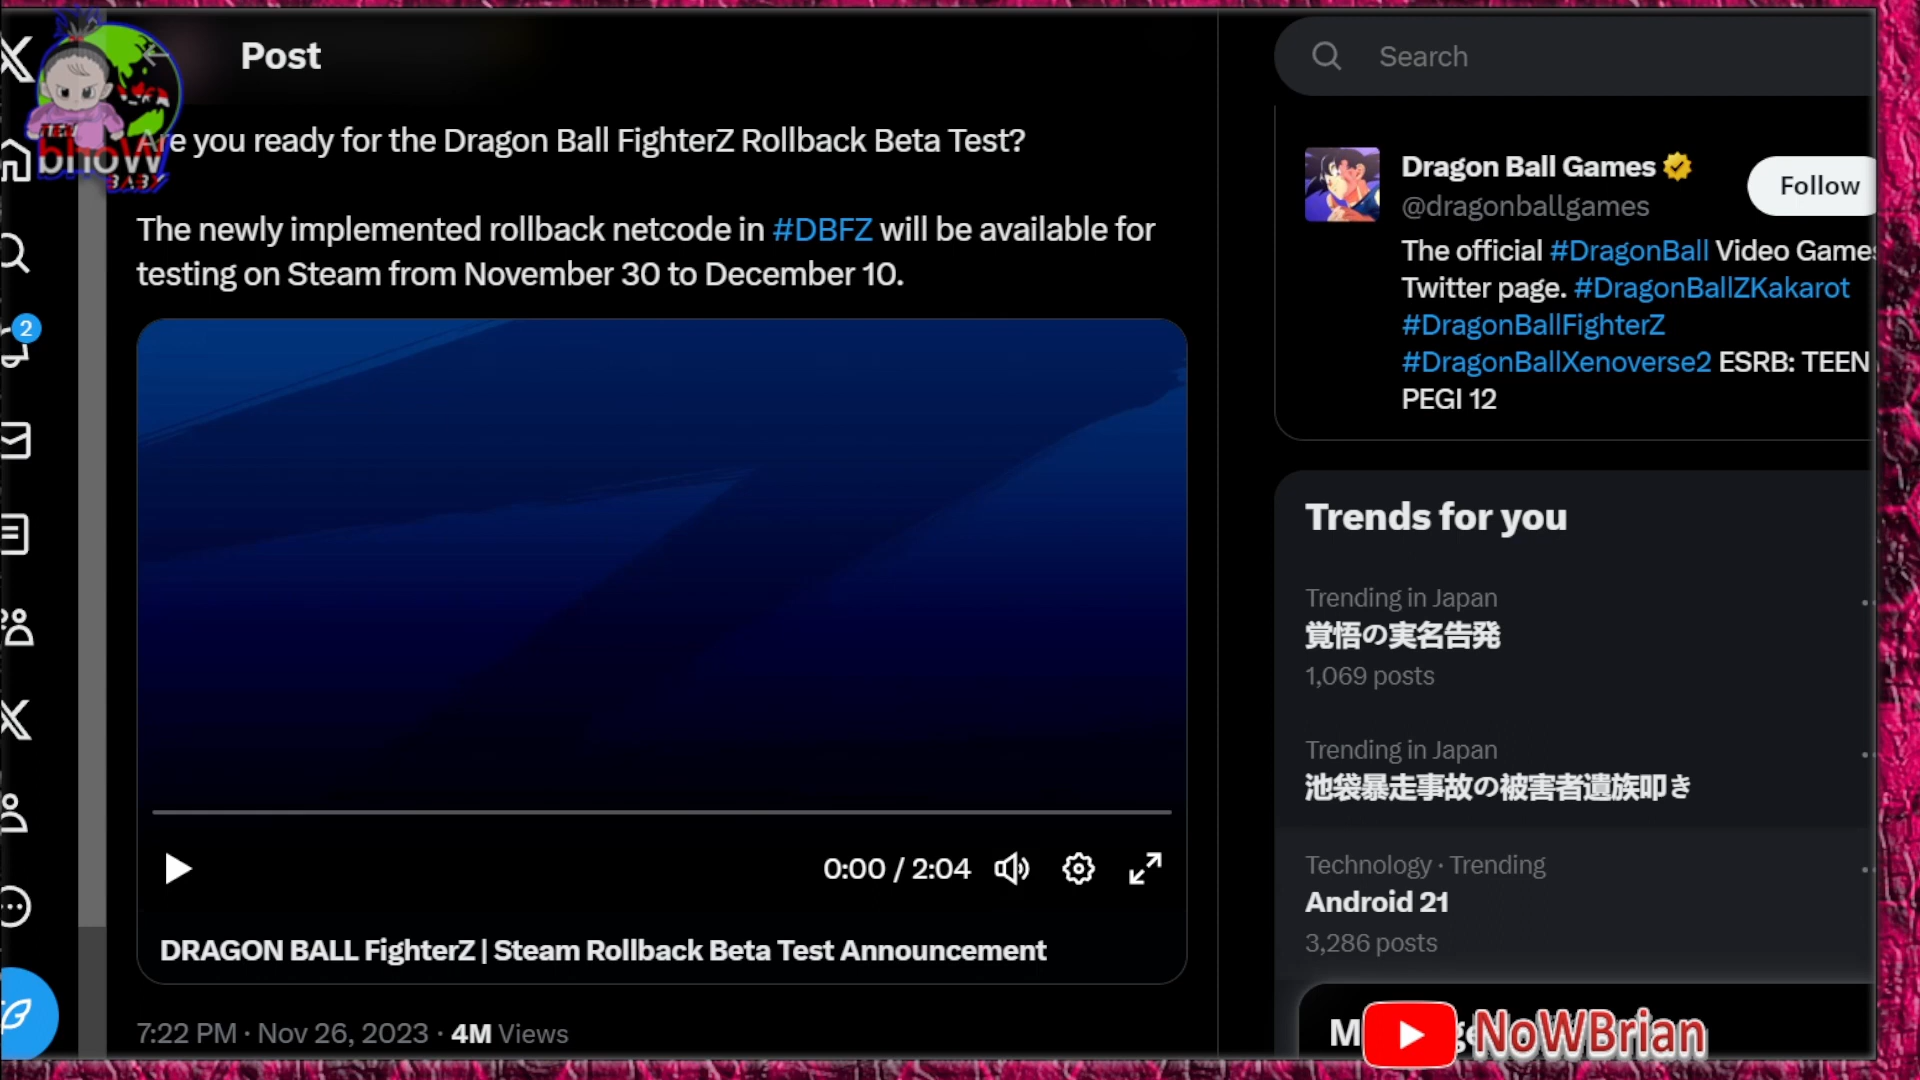 Post
Search
Are you ready for the Dragon Ball FighterZ Rollback Beta Test?
bhoW
BABY
The newly implemented rollback netcode in #DBFZ will be available for
testing on Steam from November 30 to December 10.
2
0:00 / 2:04
DRAGON BALL FighterZ | Steam Rollback Beta Test Announcement
7:22 PM · Nov 26, 2023 · 4M Views
Dragon Ball Games
@dragonballgames
Follow
The official #DragonBall Video Games
Twitter page. #DragonBallZKakarot
#DragonBallFighterZ
#DragonBallXenoverse2 ESRB: TEEN
PEGI 12
Trends for you
Trending in Japan
覚悟の実名告発
1,069 posts
Trending in Japan
池袋暴走事故の被害者遺族叩き
Technology · Trending
Android 21
3,286 posts
NoWBrian